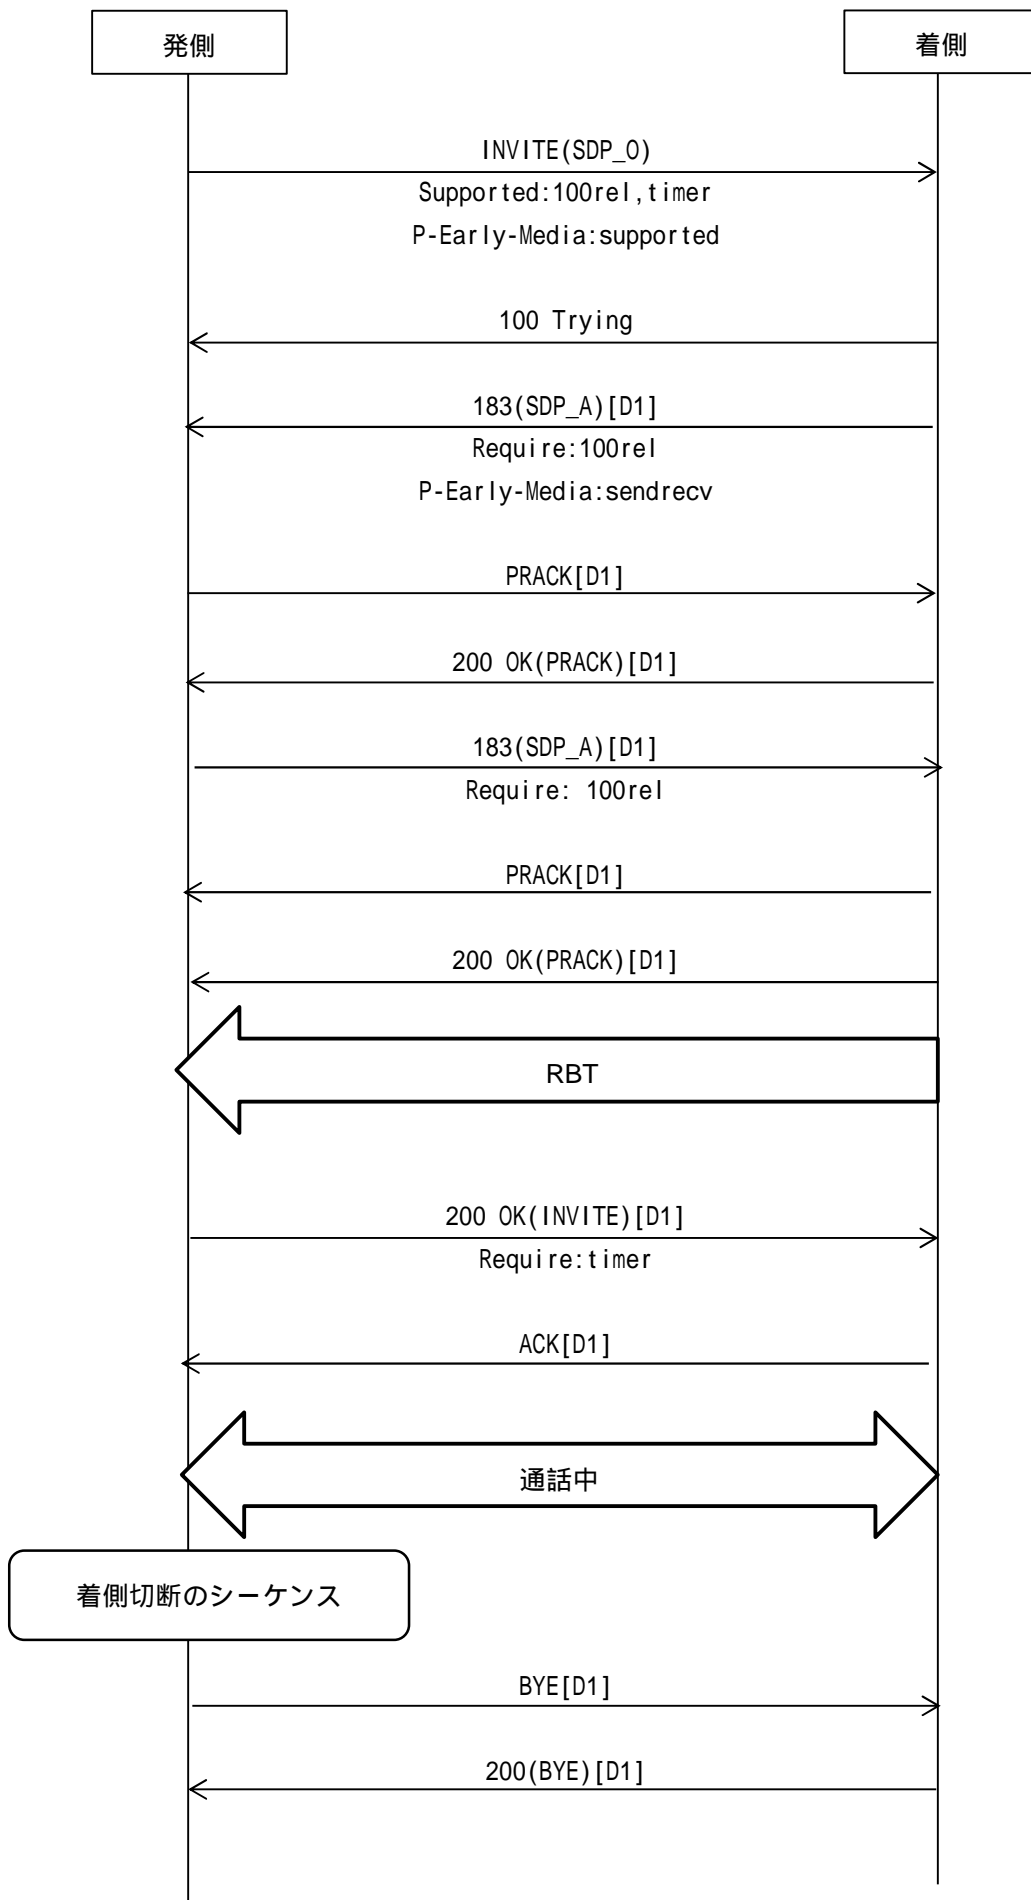 発側
着側
INVITE(SDP_O)
Supported:100rel,timer
P-Early-Media:supported
100 Trying
183(SDP_A)[D1]
Require:100rel
P-Early-Media:sendrecv
PRACK[D1]
200 OK(PRACK)[D1]
183(SDP_A)[D1]
Require: 100rel
PRACK[D1]
200 OK(PRACK)[D1]
RBT
200 OK(INVITE)[D1]
Require:timer
ACK[D1]
通話中
着側切断のシーケンス
BYE[D1]
200(BYE)[D1]